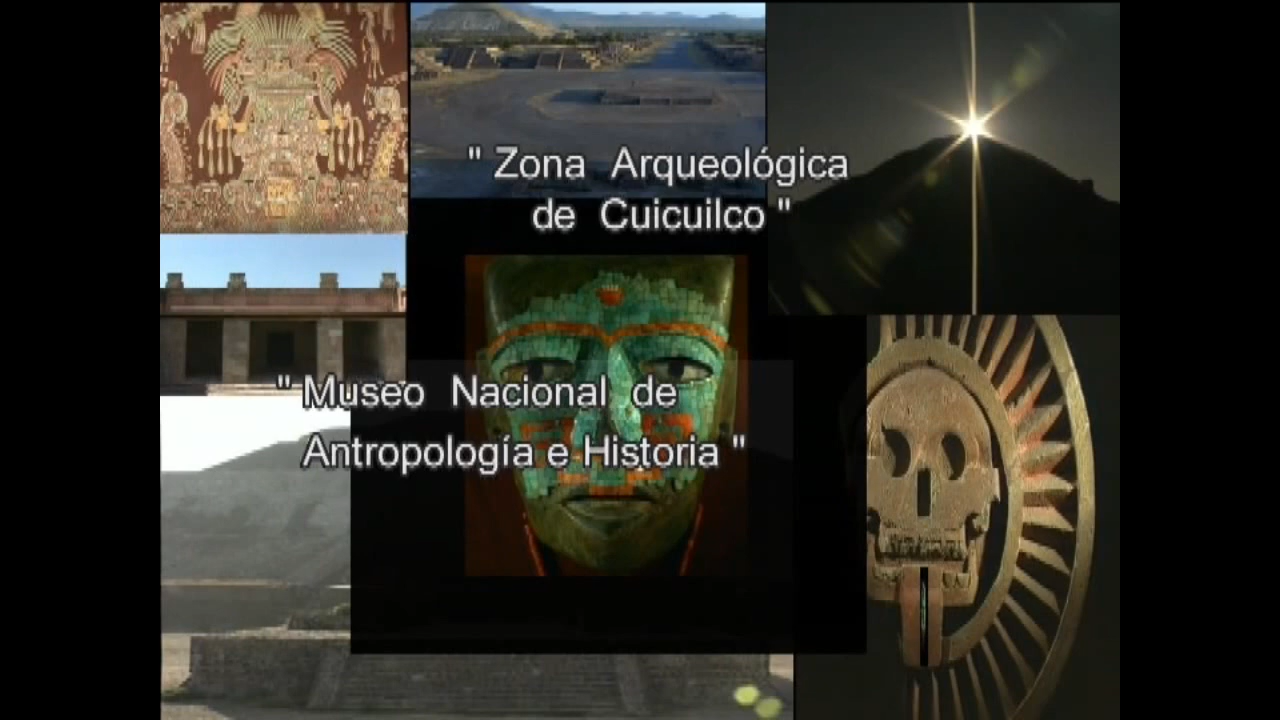 " Zona Arqueológica
de Cuicuilco "
" Museo Nacional de
Antropología e Historia "